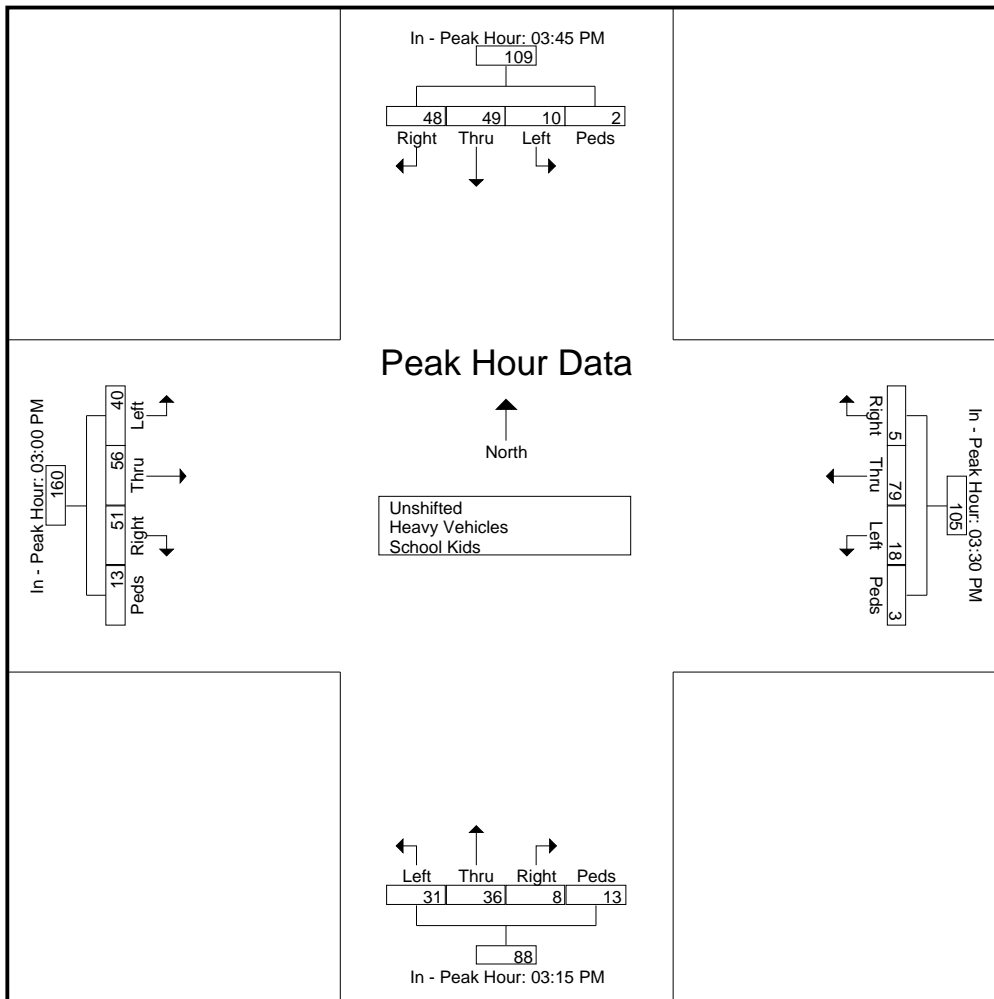 In - Peak Hour: 03:45 PM
109
48 49 10 2
Right Thru Left Peds
Peak Hour Data
North
Unshifted
Heavy Vehicles
School Kids
In - Peak Hour: 03:00 PM
160
40 56 51 13
Left Thru Right Peds
Right Thru Left Peds
5 79 18 3
105
In - Peak Hour: 03:30 PM
Left Thru Right Peds
31 36 8 13
88
In - Peak Hour: 03:15 PM